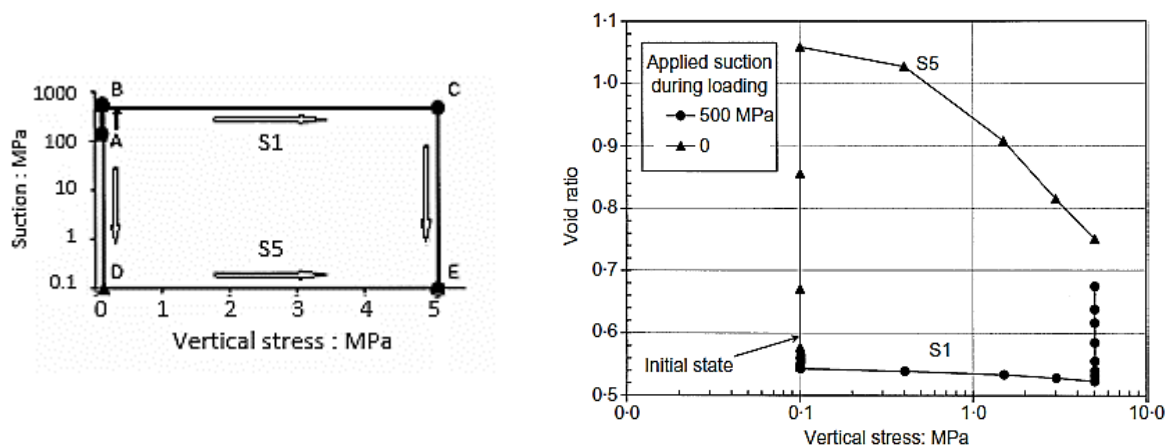 1000
100
10
1
0.1
Suction : MPa
B
A
C
S1
S5
D
E
0
1
2
3
4
5
Vertical stress : MPa
1·1
1·0
0·9
0·8
0·7
0·6
0·5
Void ratio
Applied suction
during loading
500 MPa
0
S5
S1
Initial state
0·0
0·1
1·0
10·0
Vertical stress: MPa